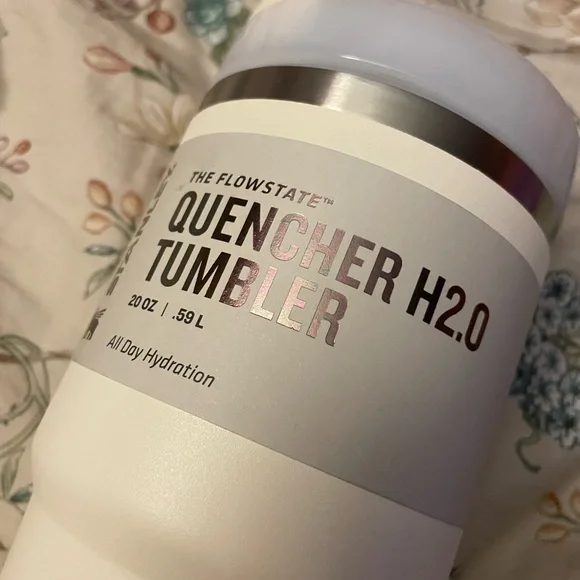 THE FLOWSTATE™
QUENCHER H2.0
TUMBLER
20 OZ | .59 L
All Day Hydration